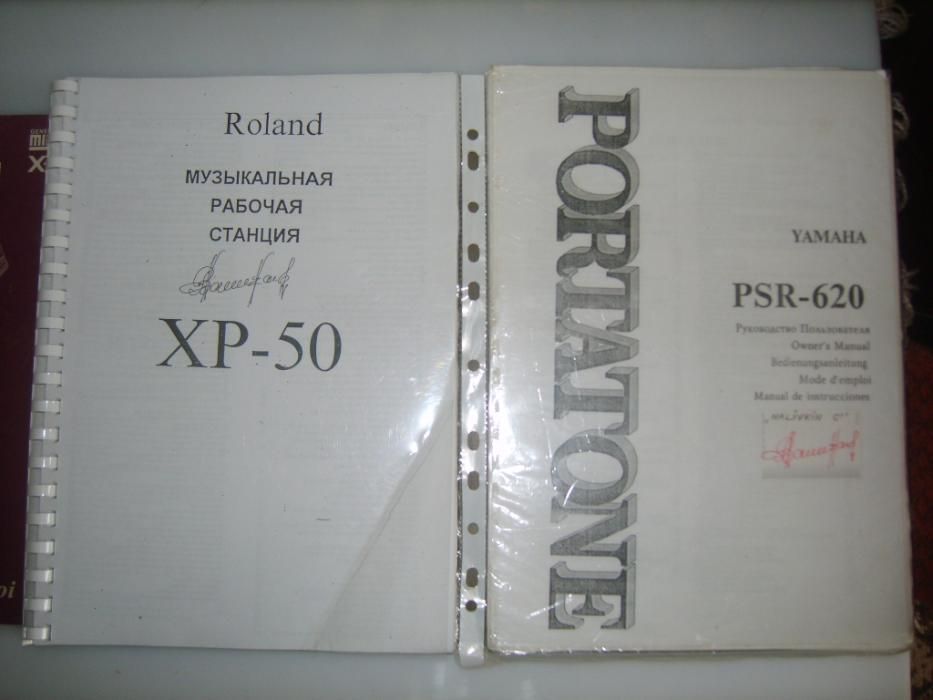 Roland
МУЗЫКАЛЬНАЯ
РАБОЧАЯ
СТАНЦИЯ
XP-50
PORTATONE
YAMAHA
PSR-620
Руководство Пользователя
Owner's Manual
Bedienungsanleitung
Mode d'emploi
Manual de instrucciones